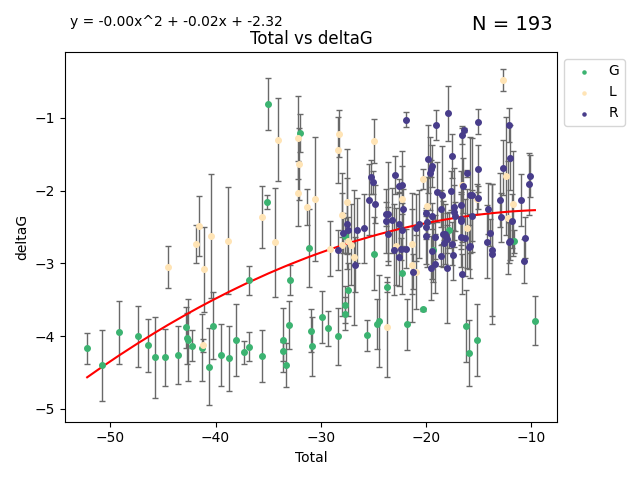 y = -0.00x^2 + -0.02x + -2.32
N = 193
Total vs deltaG
G
L
R
−1
−2
−3
−4
−5
deltaG
−50 −40 −30 −20 −10
Total